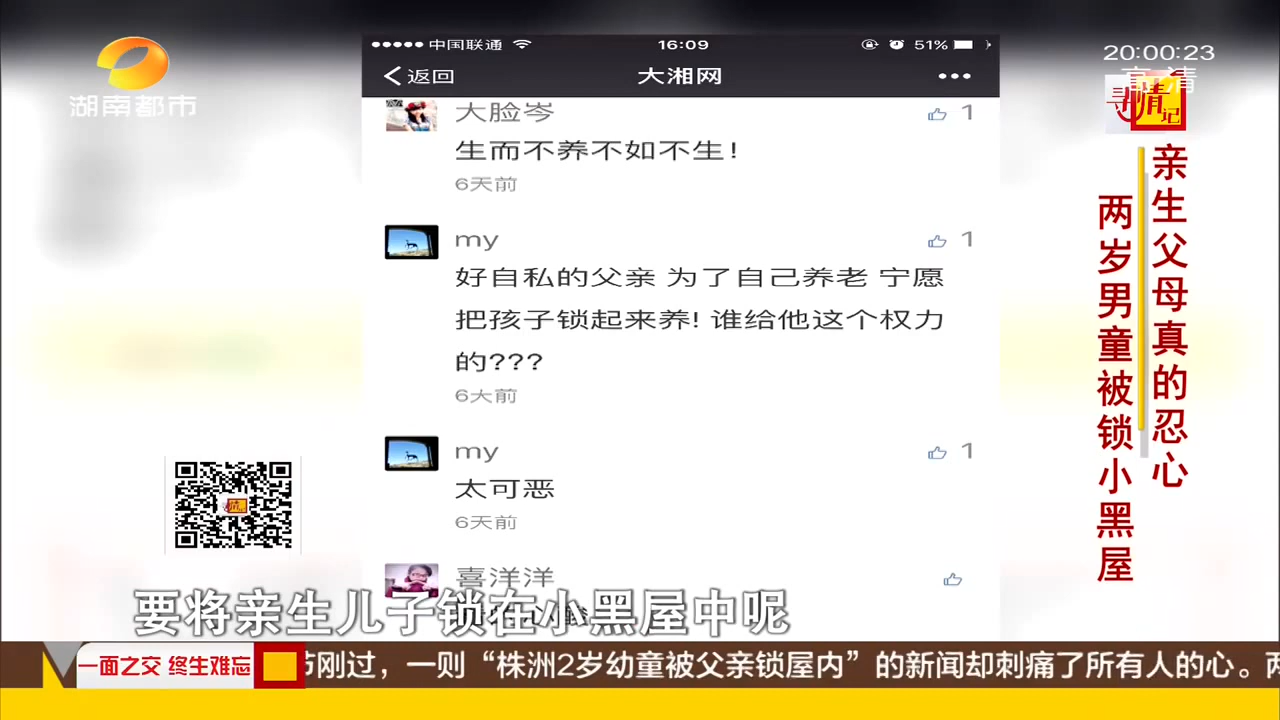 中国联通
16:09
51%
20:00:23
高清
湖南都市
返回
大湘网
寻情记
大脸岑
1
生而不养不如不生!
6天前
my
1
好自私的父亲 为了自己养老 宁愿
把孩子锁起来养! 谁给他这个权力
的???
6天前
my
1
太可恶
6天前
喜洋洋
亲生父母真的忍心
两岁男童被锁小黑屋
要将亲生儿子锁在小黑屋中呢
一面之交 终生难忘
节刚过，一则“株洲2岁幼童被父亲锁屋内”的新闻却刺痛了所有人的心。两